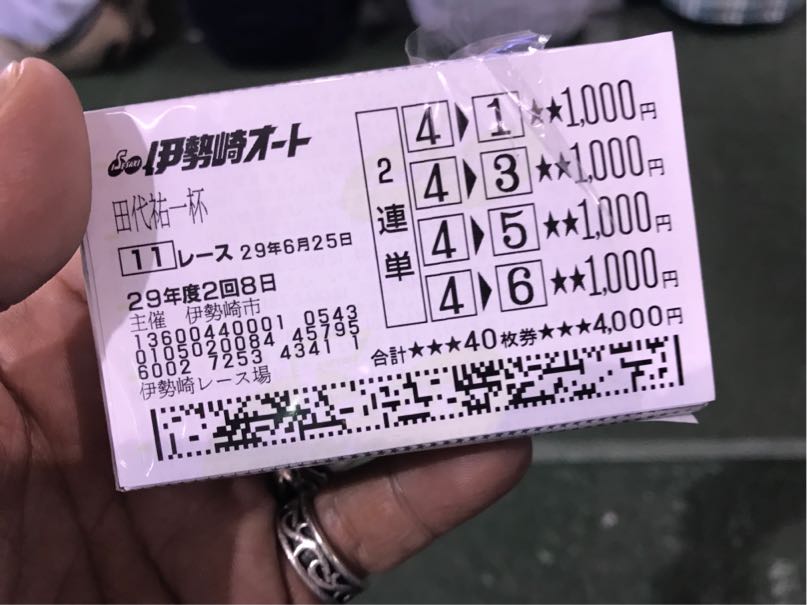 伊勢崎オート
田代祐一杯
11レース 29年6月25日
29年度2回8日
主催 伊勢崎市
13600440001 0543
0105020084 45795
6002 7253 4341 1
伊勢崎レース場
2連単
4▶1★★1,000円
4▶3★★1,000円
4▶5★★1,000円
4▶6★★1,000円
合計★★★40枚券★★★4,000円